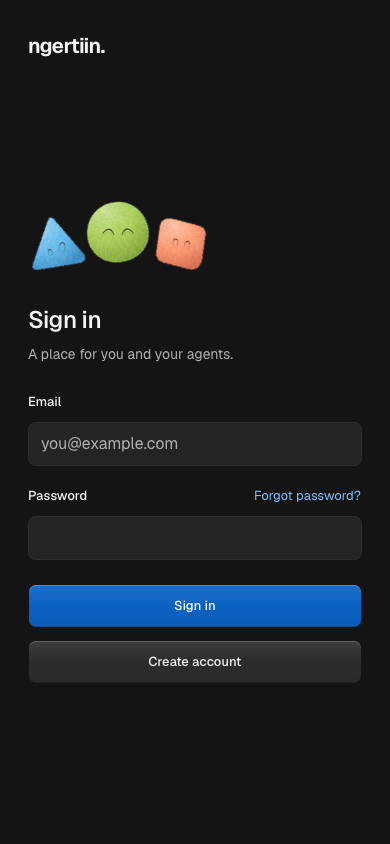 ngertiin.
Sign in
A place for you and your agents.
Email
you@example.com
Password
Forgot password?
Sign in
Create account